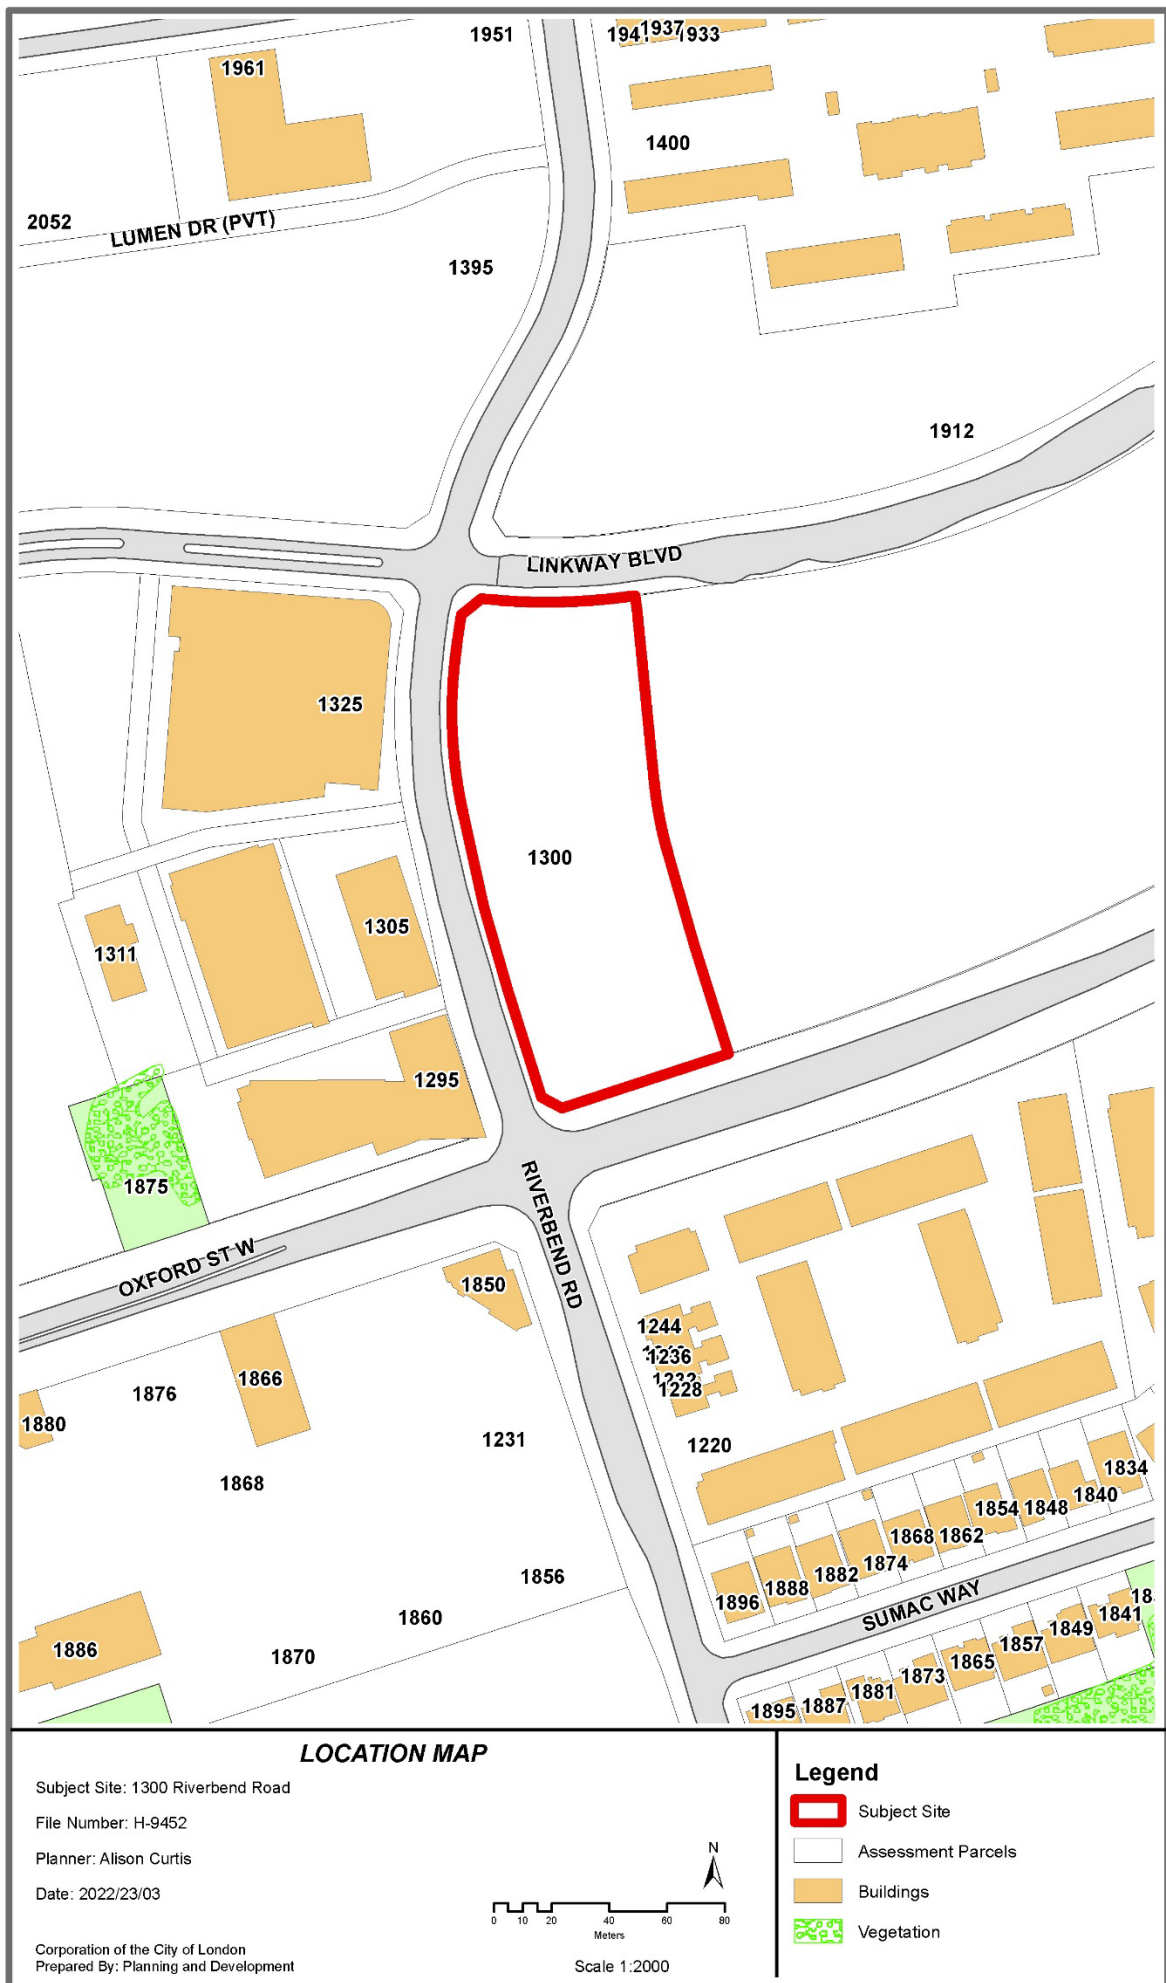 1951
1937
1933
1961
1400
2052
LUMEN DR (PVT)
1395
1912
LINKWAY BLVD
1325
1300
1305
1311
1295
1875
OXFORD ST W
RIVERBEND RD
1850
1244
1236
1228
1866
1876
1880
1231
1220
1868
1834
1840
1848
1854
1862
1868
1874
1882
1888
1896
1856
1860
1870
1886
SUMAC WAY
1841
1849
1857
1865
1873
1881
1887
1895
LOCATION MAP
Subject Site: 1300 Riverbend Road
File Number: H-9452
Planner: Alison Curtis
Date: 2022/23/03
Corporation of the City of London
Prepared By: Planning and Development
N
0 10 20 40 60 80
Meters
Scale 1:2000
Legend
Subject Site
Assessment Parcels
Buildings
Vegetation